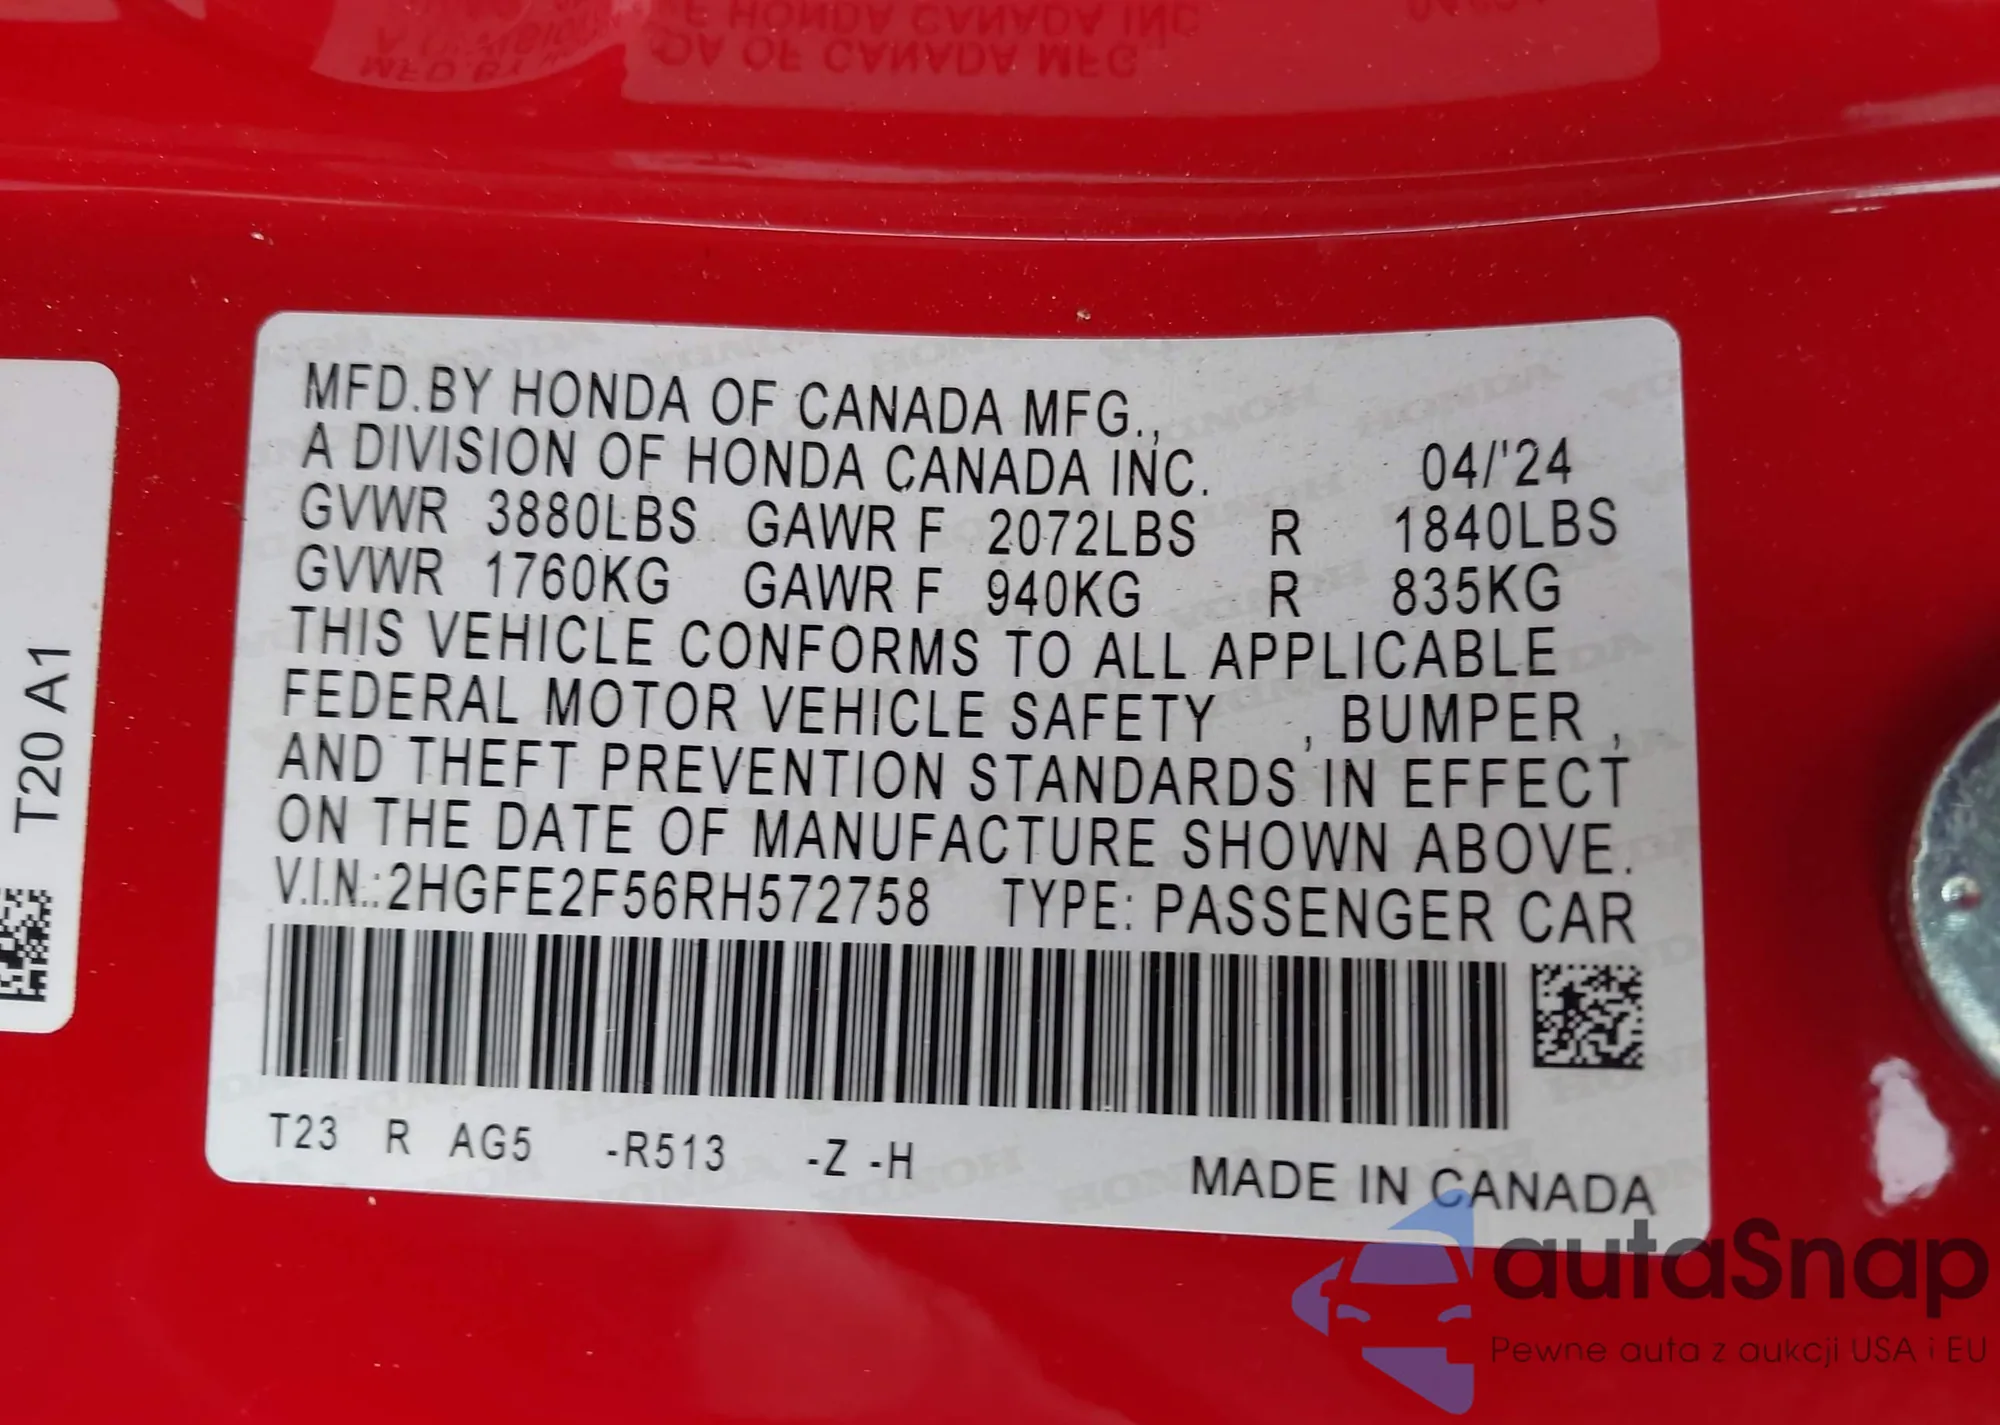 MFD.BY HONDA OF CANADA MFG.,
A DIVISION OF HONDA CANADA INC. 04/'24
GVWR 3880LBS GAWR F 2072LBS R 1840LBS
GVWR 1760KG GAWR F 940KG R 835KG
THIS VEHICLE CONFORMS TO ALL APPLICABLE
FEDERAL MOTOR VEHICLE SAFETY , BUMPER ,
AND THEFT PREVENTION STANDARDS IN EFFECT
ON THE DATE OF MANUFACTURE SHOWN ABOVE.
V.I.N.:2HGFE2F56RH572758 TYPE: PASSENGER CAR
T23 R AG5 -R513 -Z -H
MADE IN CANADA
T20 A1
autaSnap
Pewne auta z aukcji USA i EU